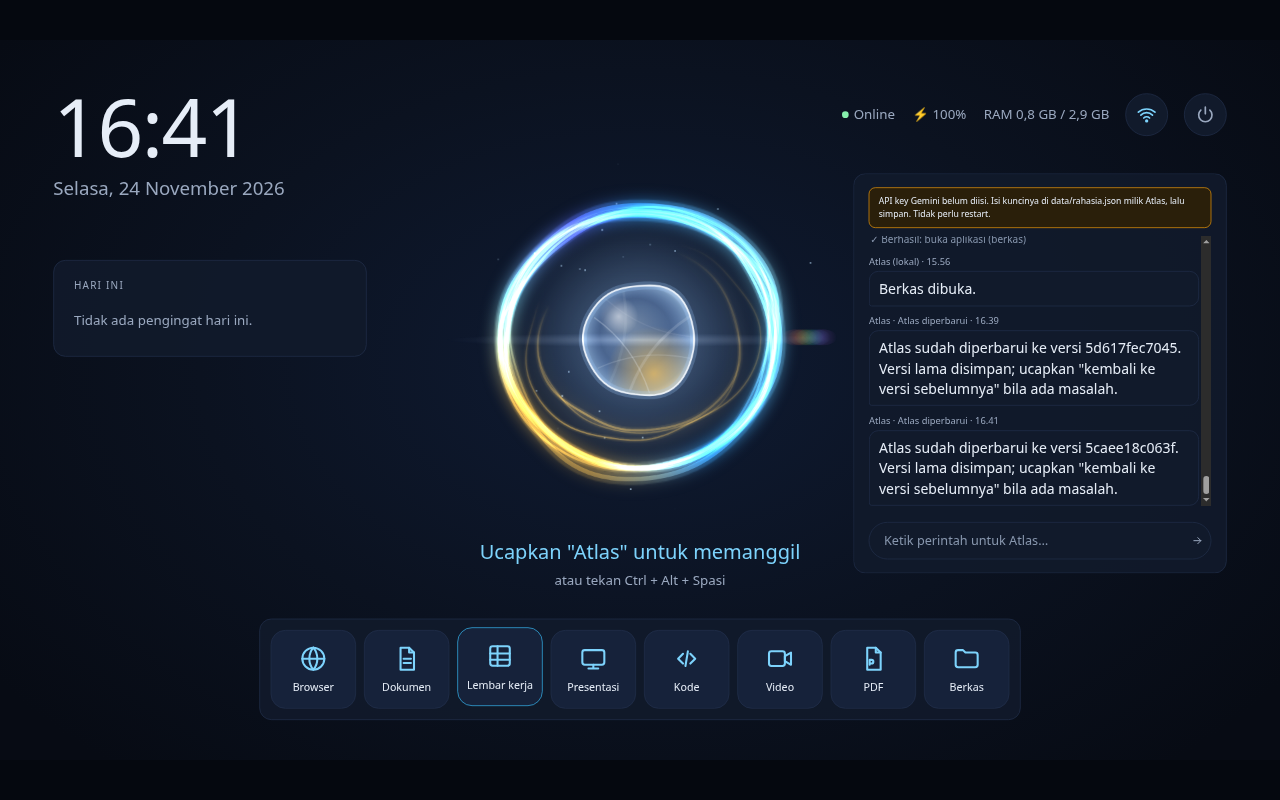 16:41
Selasa, 24 November 2026
Online
100%
RAM 0,8 GB / 2,9 GB
HARI INI
Tidak ada pengingat hari ini.
API key Gemini belum diisi. Isi kuncinya di data/rahasia.json milik Atlas, lalu
simpan. Tidak perlu restart.
✓ Berhasil: buka aplikasi (berkas)
Atlas (lokal) · 15.56
Berkas dibuka.
Atlas · Atlas diperbarui · 16.39
Atlas sudah diperbarui ke versi 5d617fec7045.
Versi lama disimpan; ucapkan "kembali ke
versi sebelumnya" bila ada masalah.
Atlas · Atlas diperbarui · 16.41
Atlas sudah diperbarui ke versi 5caee18c063f.
Versi lama disimpan; ucapkan "kembali ke
versi sebelumnya" bila ada masalah.
Ketik perintah untuk Atlas...
Ucapkan "Atlas" untuk memanggil
atau tekan Ctrl + Alt + Spasi
Browser
Dokumen
Lembar kerja
Presentasi
Kode
Video
PDF
Berkas